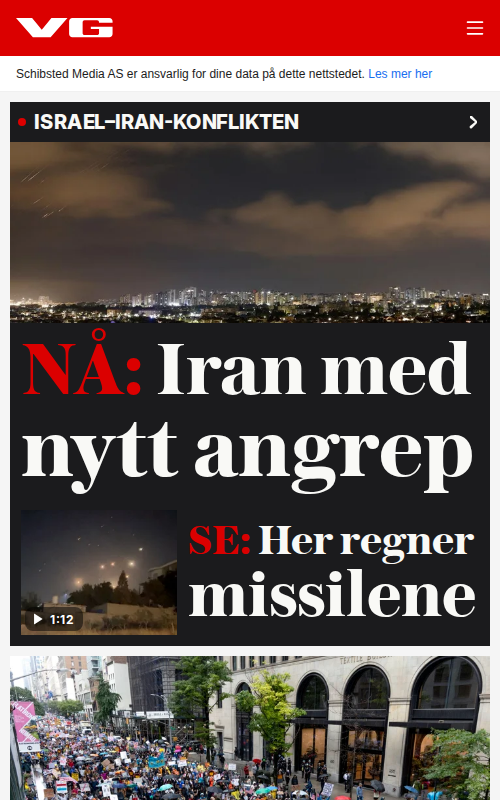 VG
Schibsted Media AS er ansvarlig for dine data på dette nettstedet. Les mer her
ISRAEL–IRAN-KONFLIKTEN
NÅ: Iran med
nytt angrep
SE: Her regner
missilene
1:12